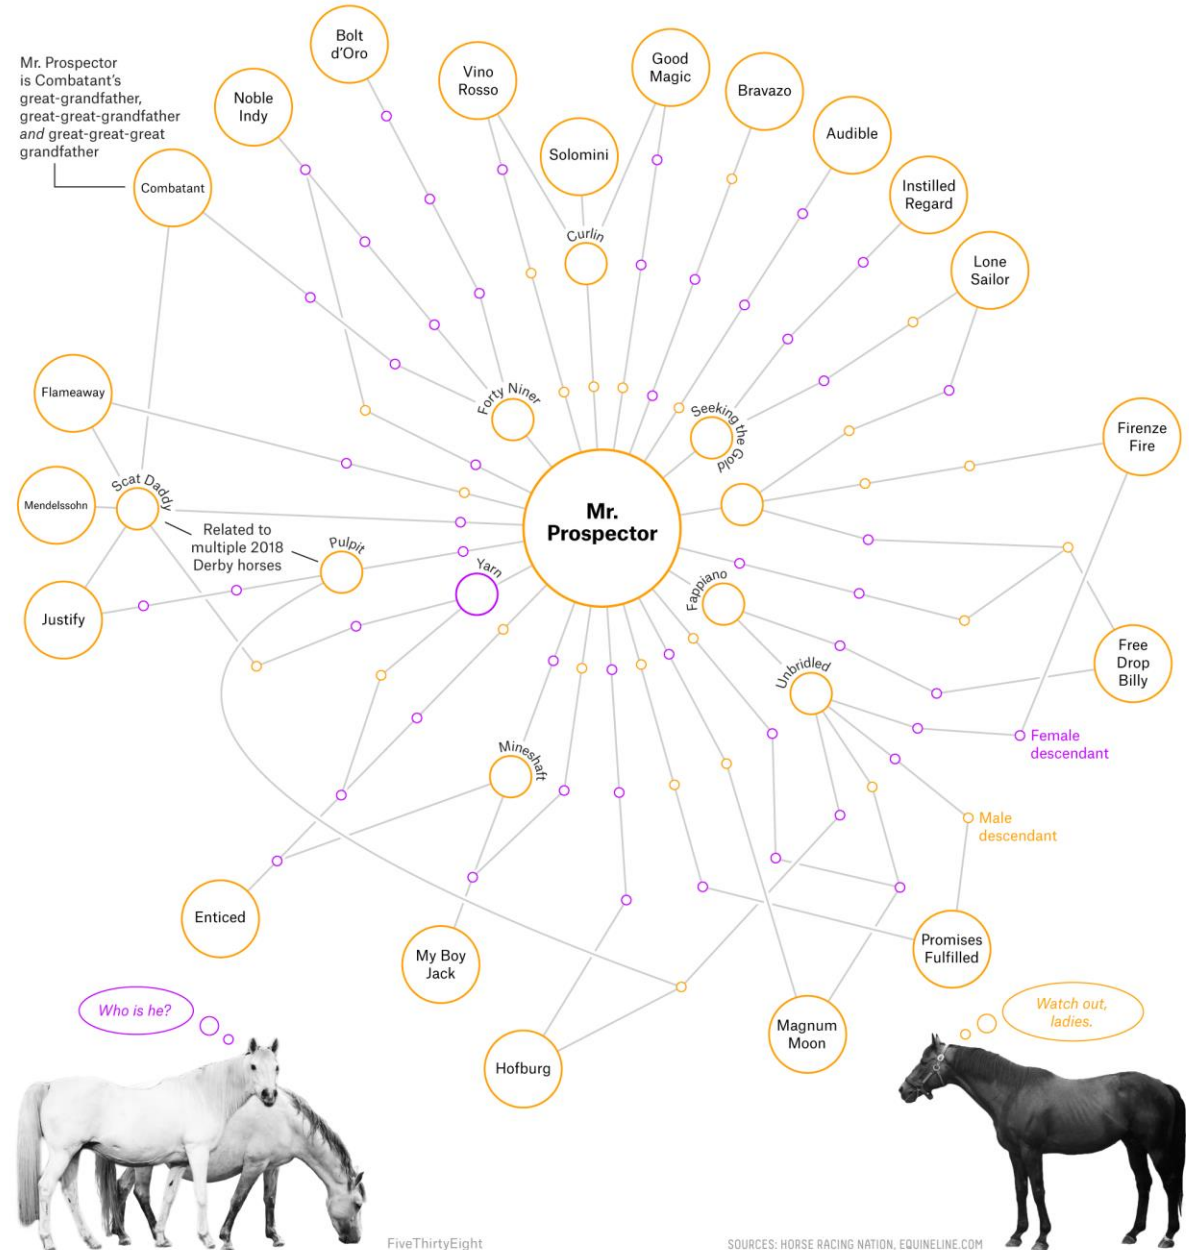 Mr. Prospector
is Combatant's
great-grandfather,
great-great-grandfather
and great-great-great
grandfather
Bolt
d'Oro
Noble
Indy
Vino
Rosso
Good
Magic
Bravazo
Solomini
Audible
Combatant
Instilled
Regard
Curlin
Lone
Sailor
Flameaway
Forty Niner
Seeking the Gold
Firenze
Fire
Scat Daddy
Mendelssohn
Mr.
Prospector
Related to
multiple 2018
Derby horses
Pulpit
Yarn
Fappiano
Justify
Free
Drop
Billy
Unbridled
Mineshaft
Female
descendant
Male
descendant
Enticed
My Boy
Jack
Promises
Fulfilled
Magnum
Moon
Hofburg
Who is he?
Watch out,
ladies.
FiveThirtyEight
SOURCES: HORSE RACING NATION, EQUINELINE.COM